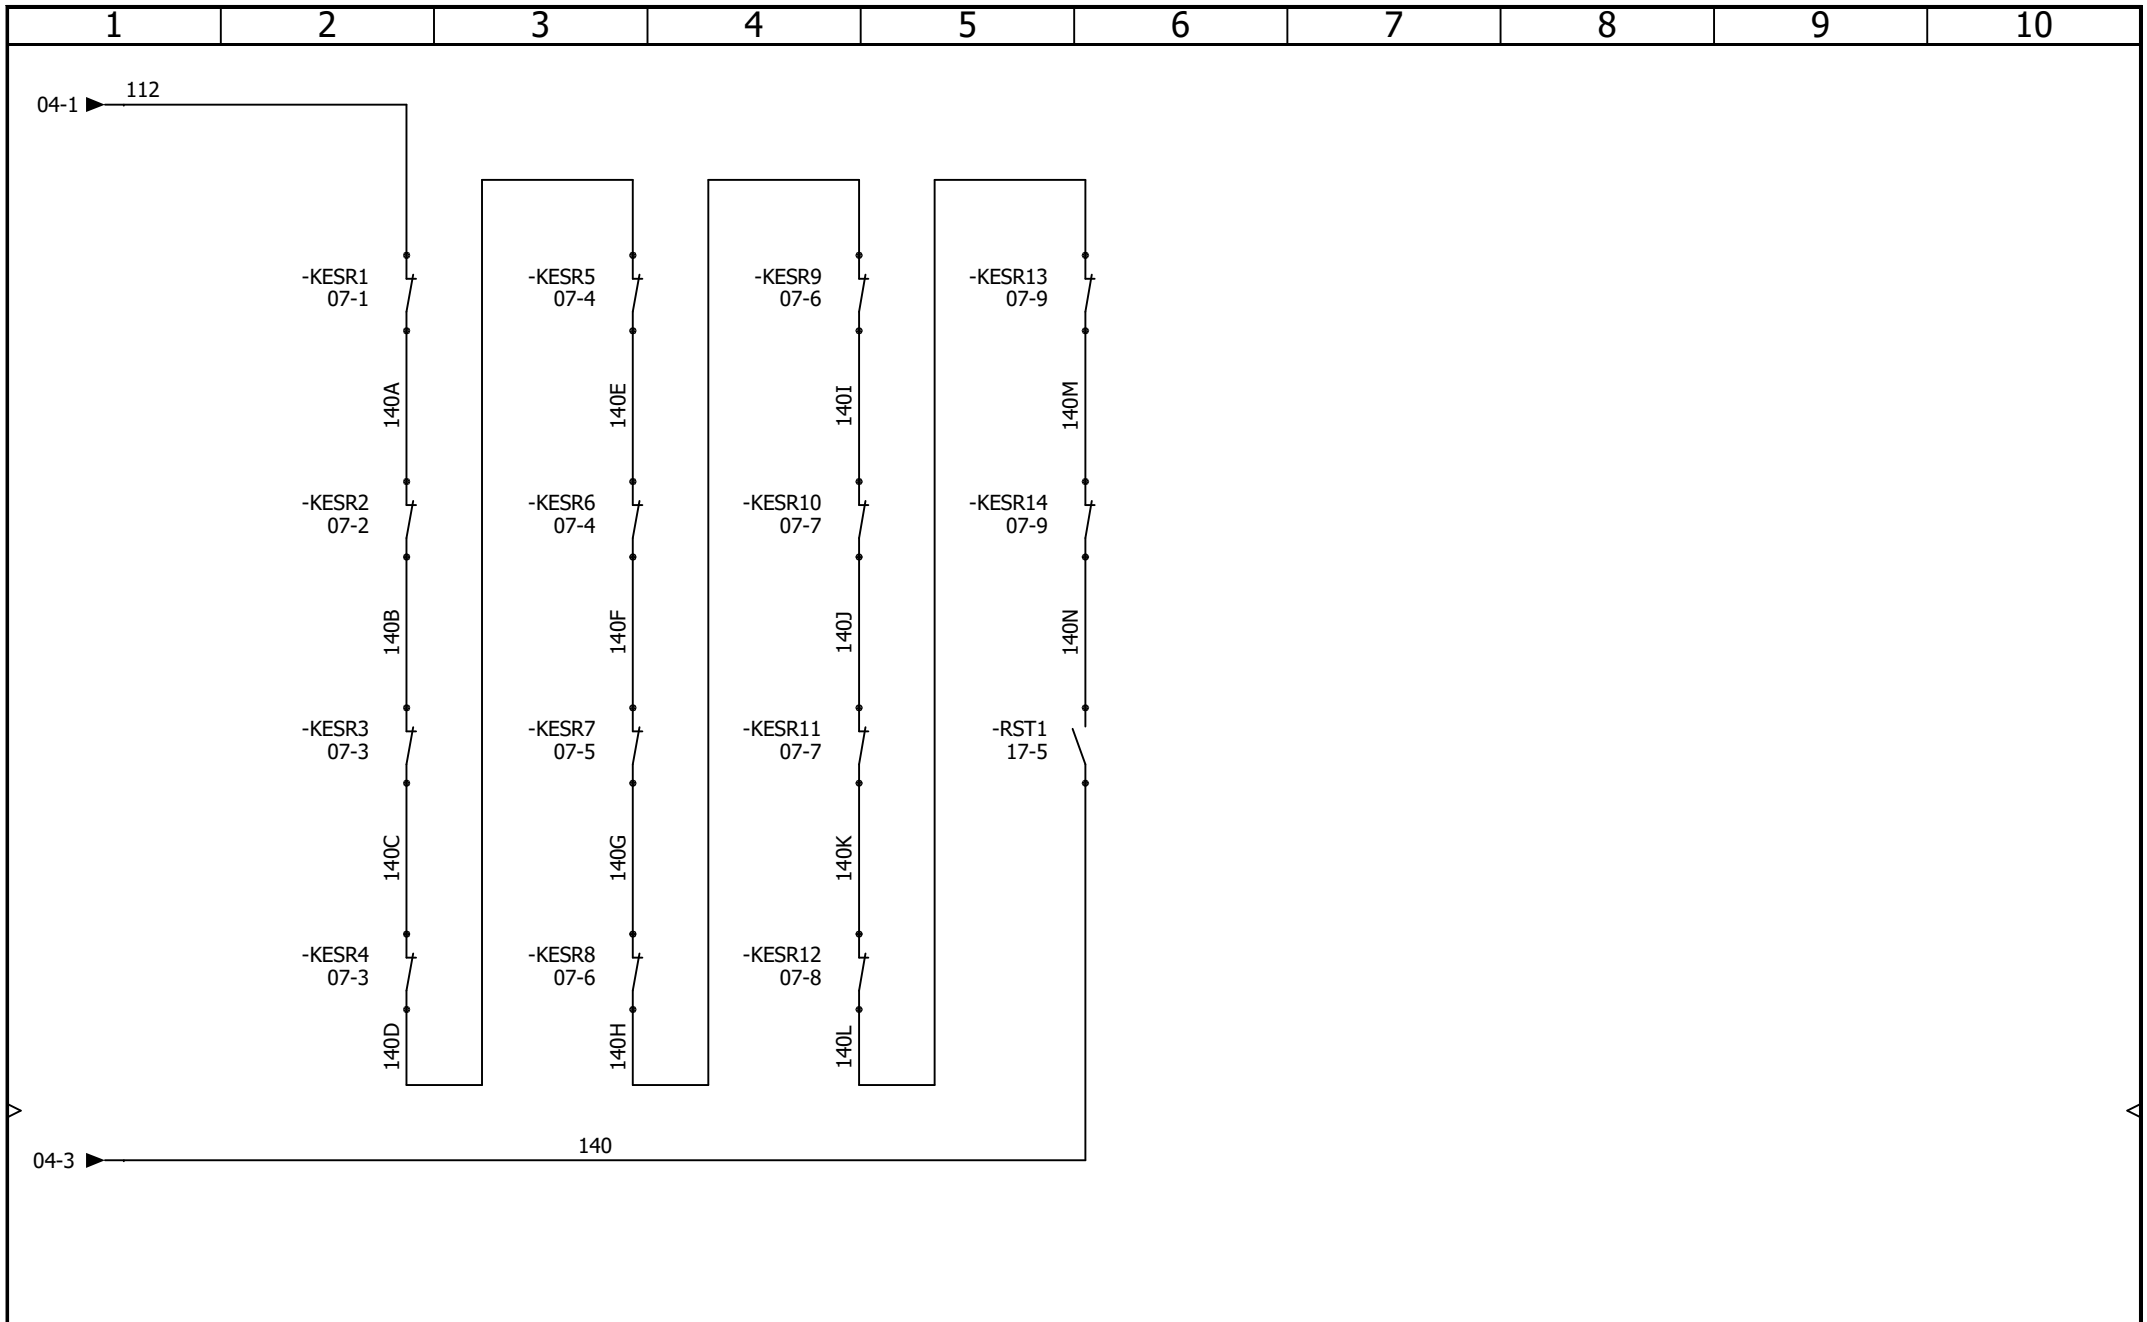 1 2 3 4 5 6 7 8 9 10
112
04-1
-KESR1
07-1
-KESR5
07-4
-KESR9
07-6
-KESR13
07-9
140A
140E
140I
140M
-KESR2
07-2
-KESR6
07-4
-KESR10
07-7
-KESR14
07-9
140B
140F
140J
140N
-KESR3
07-3
-KESR7
07-5
-KESR11
07-7
-RST1
17-5
140C
140G
140K
-KESR4
07-3
-KESR8
07-6
-KESR12
07-8
140D
140H
140L
140
04-3